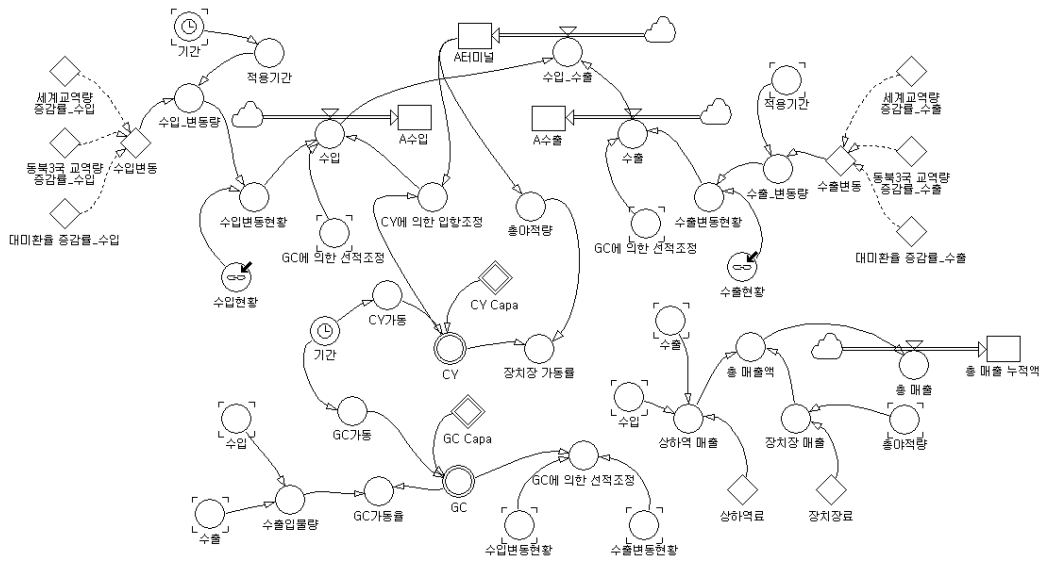 기간
적용기간
세계교역량
증감률_수입
수입_변동량
동북3국 교역량
증감률_수입
수입변동
대미환율 증감률_수입
A터미널
수입_수출
A수입
수입
A수출
수출
적용기간
세계교역량
증감률_수출
동북3국 교역량
증감률_수출
수출_변동량
수출변동
대미환율 증감률_수출
수입변동현황
CY에 의한 입항조정
총야적량
수출변동현황
GC에 의한 선적조정
GC에 의한 선적조정
수입현황
수출현황
CY Capa
CY가동
기간
CY
장치장 가동률
수출
총 매출액
총 매출
총 매출 누적액
수입
GC가동
GC Capa
수입
상하역 매출
장치장 매출
총야적량
GC에 의한 선적조정
GC
GC가동율
수출입물량
수출
상하역료
장치장료
수입변동현황
수출변동현황